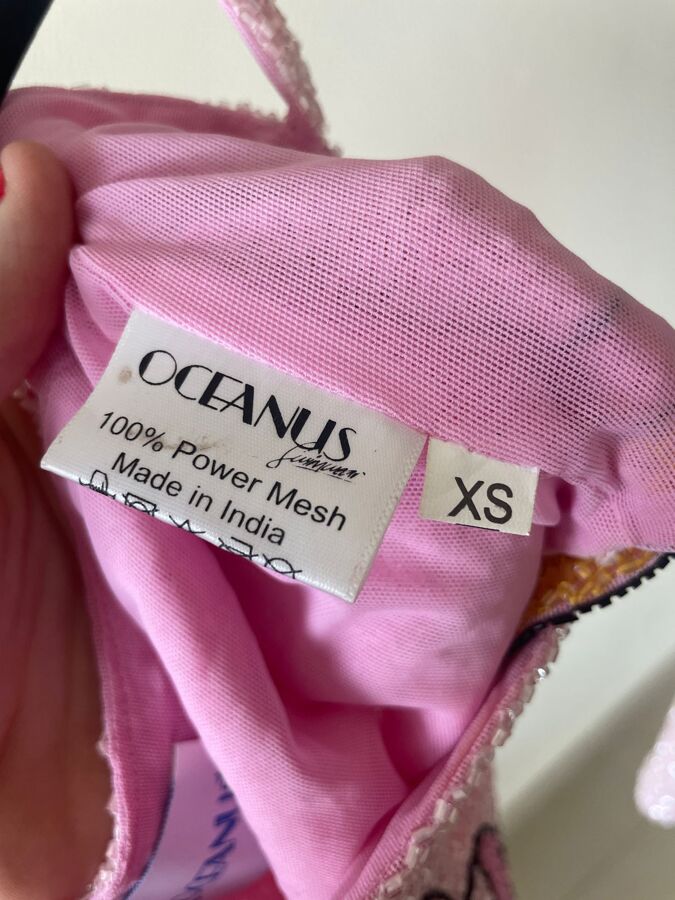 OCEANUS
Swimwear
100% Power Mesh
Made in India
XS